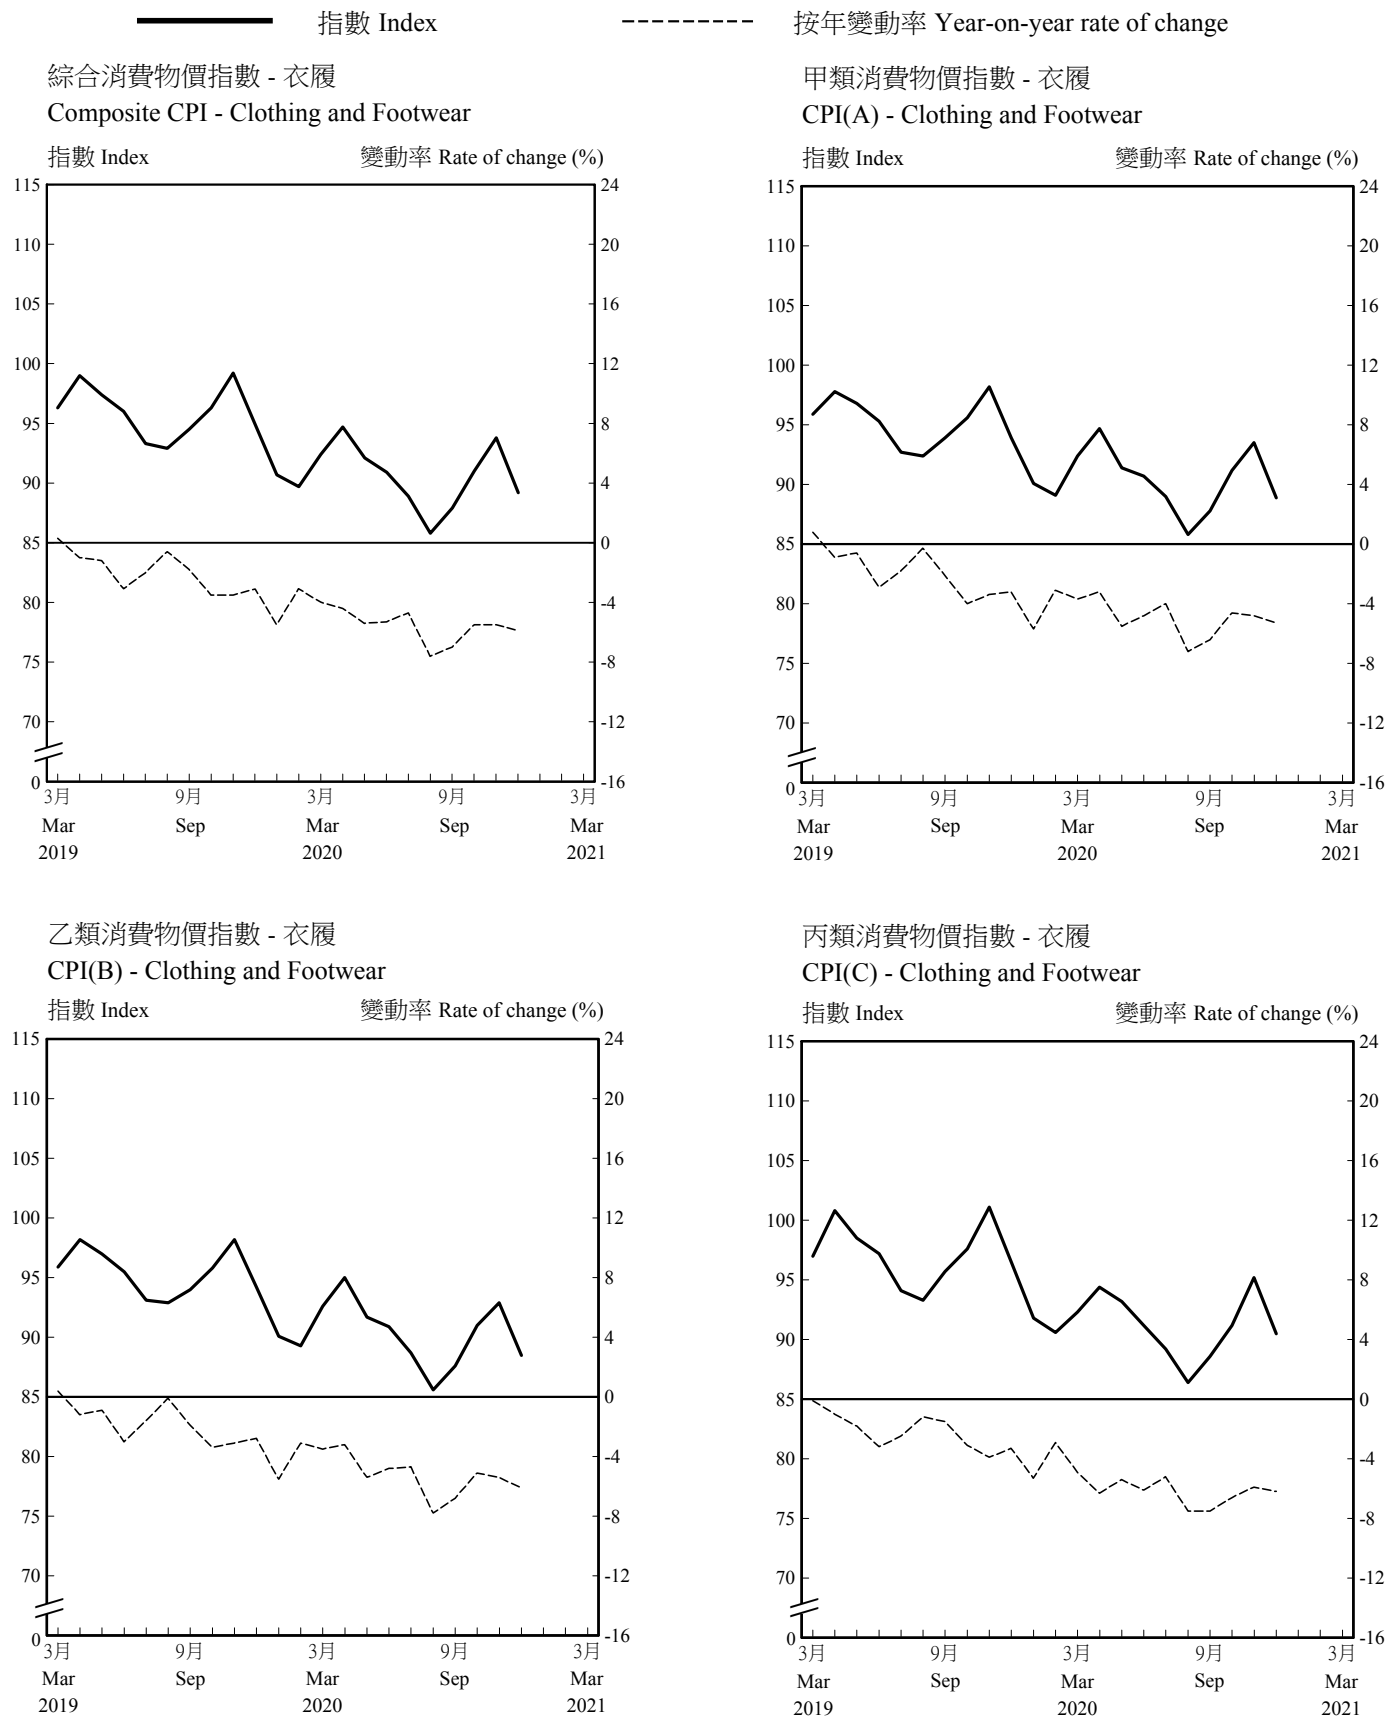 指數 Index 按年變動率 Year-on-year rate of change
綜合消費物價指數 - 衣履
Composite CPI - Clothing and Footwear
指數 Index 變動率 Rate of change (%)
115 24
110 20
105 16
100 12
95 8
90 4
85 0
80 -4
75 -8
70 -12
0 -16
3月 9月 3月 9月 3月
Mar Sep Mar Sep Mar
2019 2020 2021
甲類消費物價指數 - 衣履
CPI(A) - Clothing and Footwear
指數 Index 變動率 Rate of change (%)
115 24
110 20
105 16
100 12
95 8
90 4
85 0
80 -4
75 -8
70 -12
0 -16
3月 9月 3月 9月 3月
Mar Sep Mar Sep Mar
2019 2020 2021
乙類消費物價指數 - 衣履
CPI(B) - Clothing and Footwear
指數 Index 變動率 Rate of change (%)
115 24
110 20
105 16
100 12
95 8
90 4
85 0
80 -4
75 -8
70 -12
0 -16
3月 9月 3月 9月 3月
Mar Sep Mar Sep Mar
2019 2020 2021
丙類消費物價指數 - 衣履
CPI(C) - Clothing and Footwear
指數 Index 變動率 Rate of change (%)
115 24
110 20
105 16
100 12
95 8
90 4
85 0
80 -4
75 -8
70 -12
0 -16
3月 9月 3月 9月 3月
Mar Sep Mar Sep Mar
2019 2020 2021